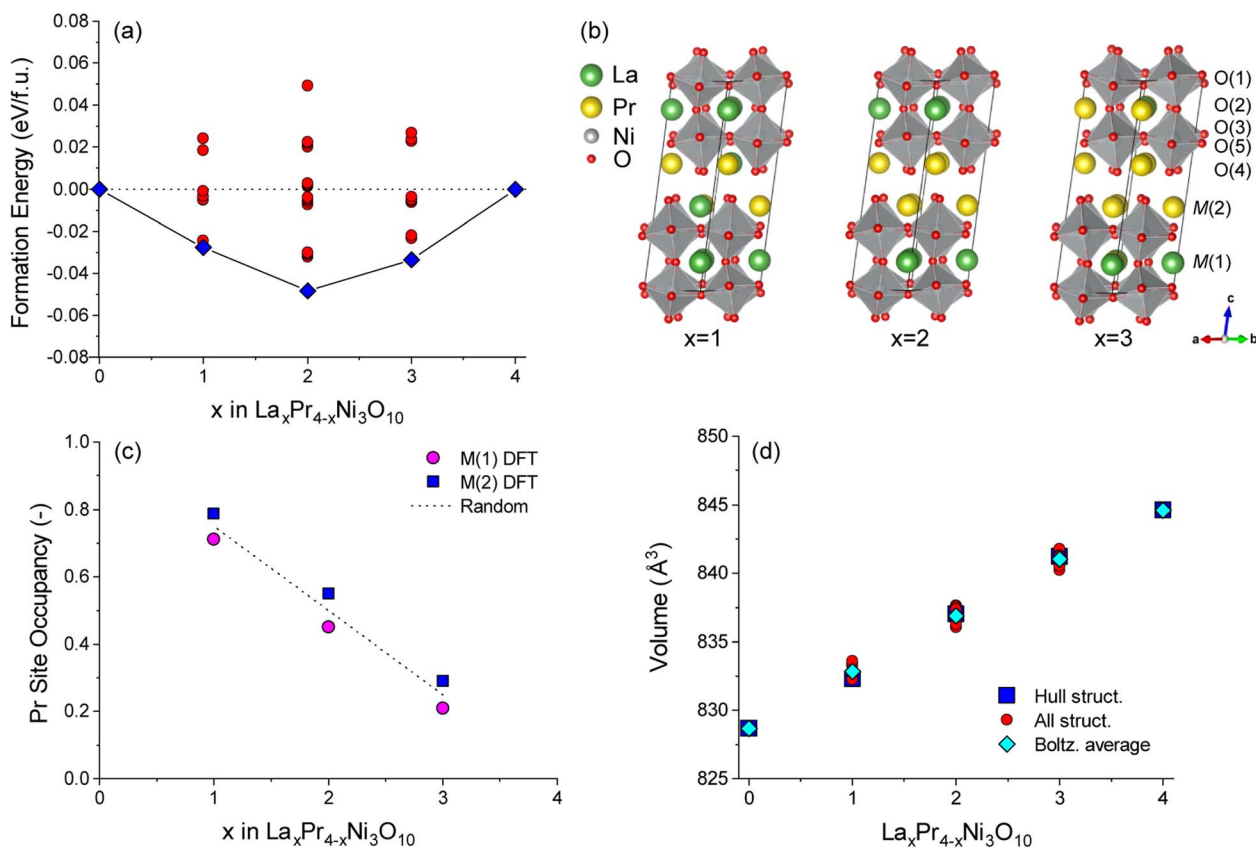 (a)
Formation Energy (eV/f.u.)
0.08
0.06
0.04
0.02
0.00
-0.02
-0.04
-0.06
-0.08
0 1 2 3 4
x in LaₓPr₄₋ₓNi₃O₁₀
(b)
La
Pr
Ni
O
O(1)
O(2)
O(3)
O(5)
O(4)
M(2)
M(1)
x=1 x=2 x=3
c
a b
(c)
Pr Site Occupancy (-)
1.0
0.8
0.6
0.4
0.2
0.0
M(1) DFT
M(2) DFT
Random
0 1 2 3 4
x in LaₓPr₄₋ₓNi₃O₁₀
(d)
Volume (Å³)
850
845
840
835
830
825
Hull struct.
All struct.
Boltz. average
0 1 2 3 4
LaₓPr₄₋ₓNi₃O₁₀